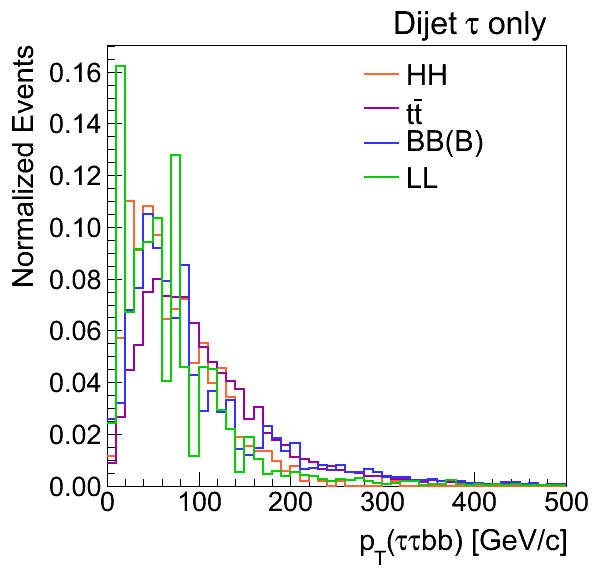 Dijet τ only
Normalized Events
0.16
0.14
0.12
0.10
0.08
0.06
0.04
0.02
0.00
HH
tt̄
BB(B)
LL
0 100 200 300 400 500
p_T(ττbb) [GeV/c]